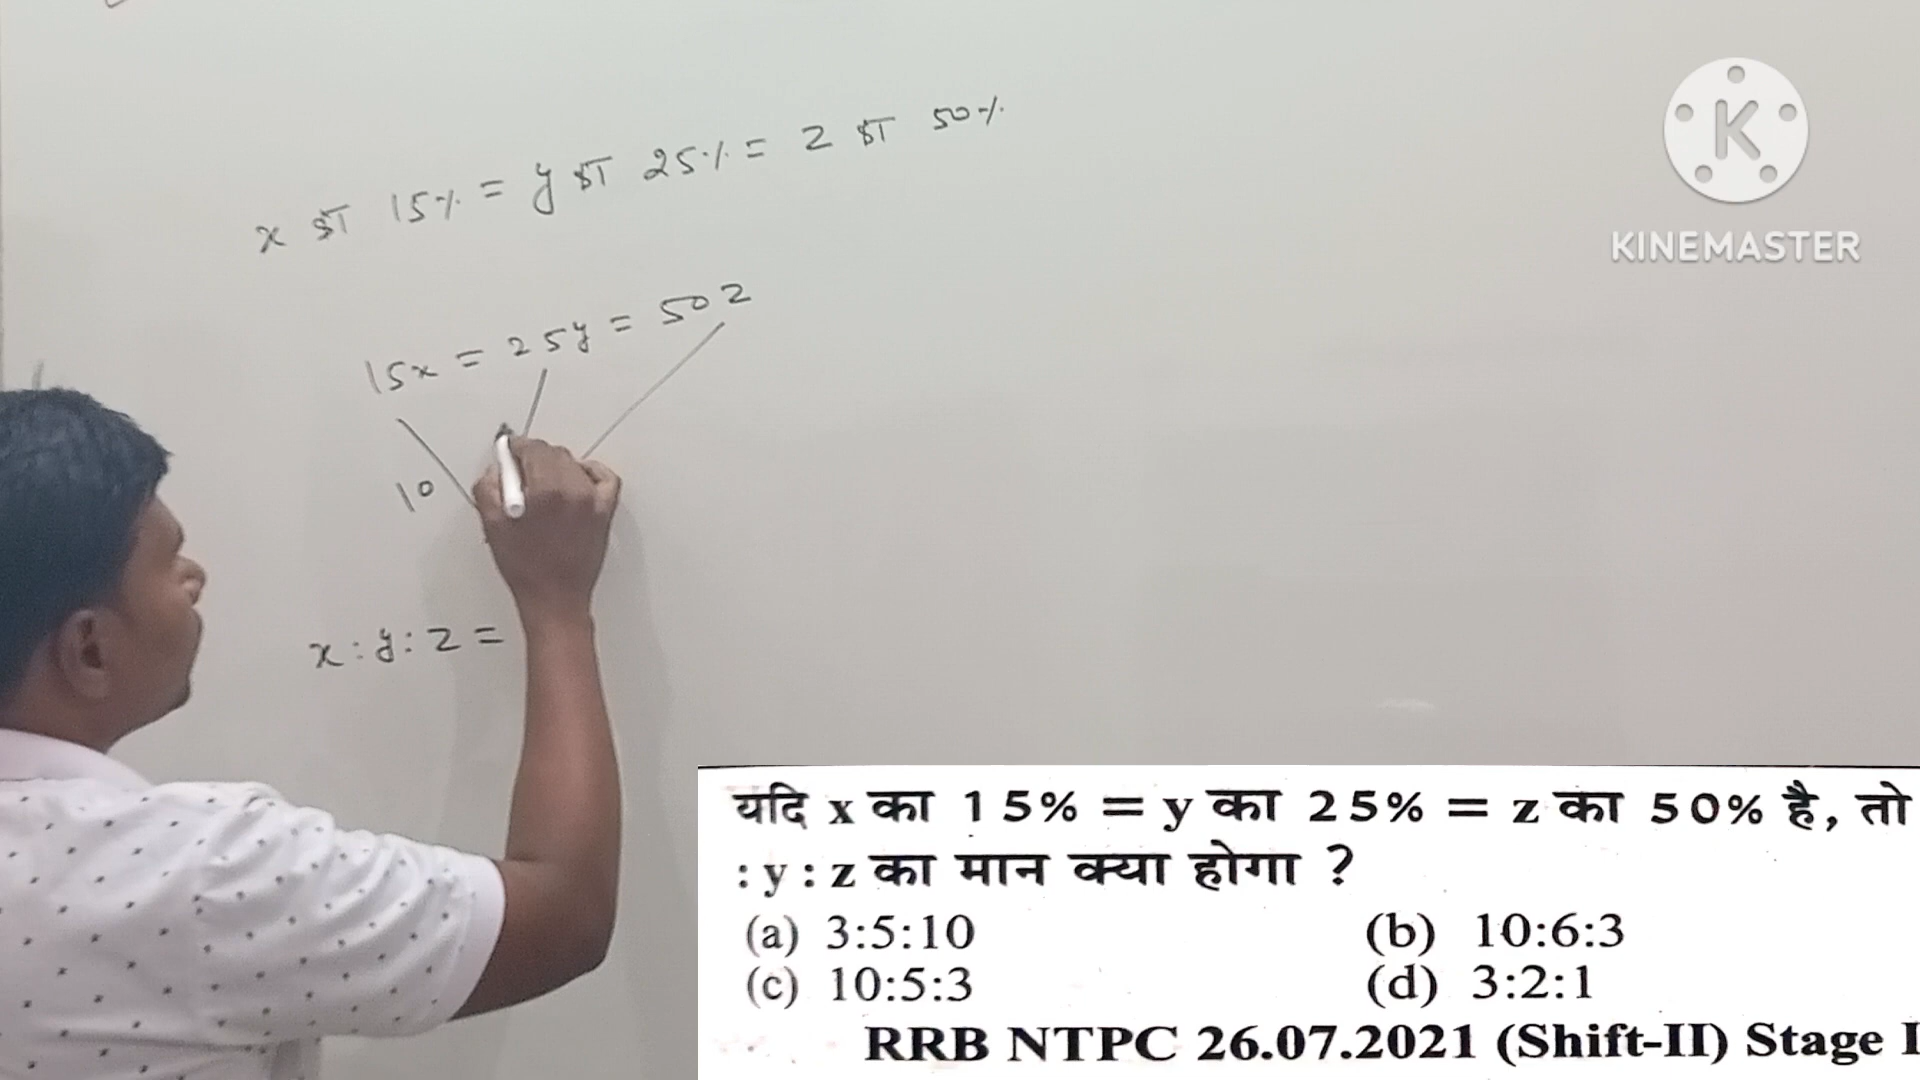 x का 15% = y का 25% = z का 50%
15x = 25y = 50z
10
x : y : z =
K
KINEMASTER
यदि x का 15% = y का 25% = z का 50% है, तो
: y : z का मान क्या होगा ?
(a) 3:5:10 (b) 10:6:3
(c) 10:5:3 (d) 3:2:1
RRB NTPC 26.07.2021 (Shift-II) Stage I